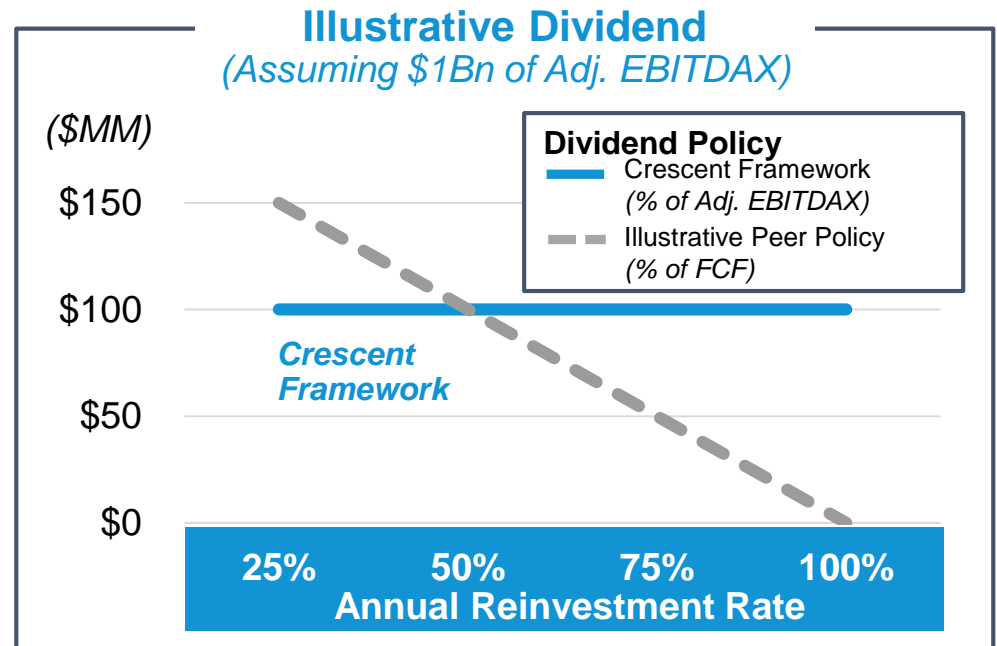 Illustrative Dividend
(Assuming $1Bn of Adj. EBITDAX)
($MM)
Dividend Policy
Crescent Framework
(% of Adj. EBITDAX)
Illustrative Peer Policy
(% of FCF)
$150
$100
Crescent
Framework
$50
$0
25% 50% 75% 100%
Annual Reinvestment Rate